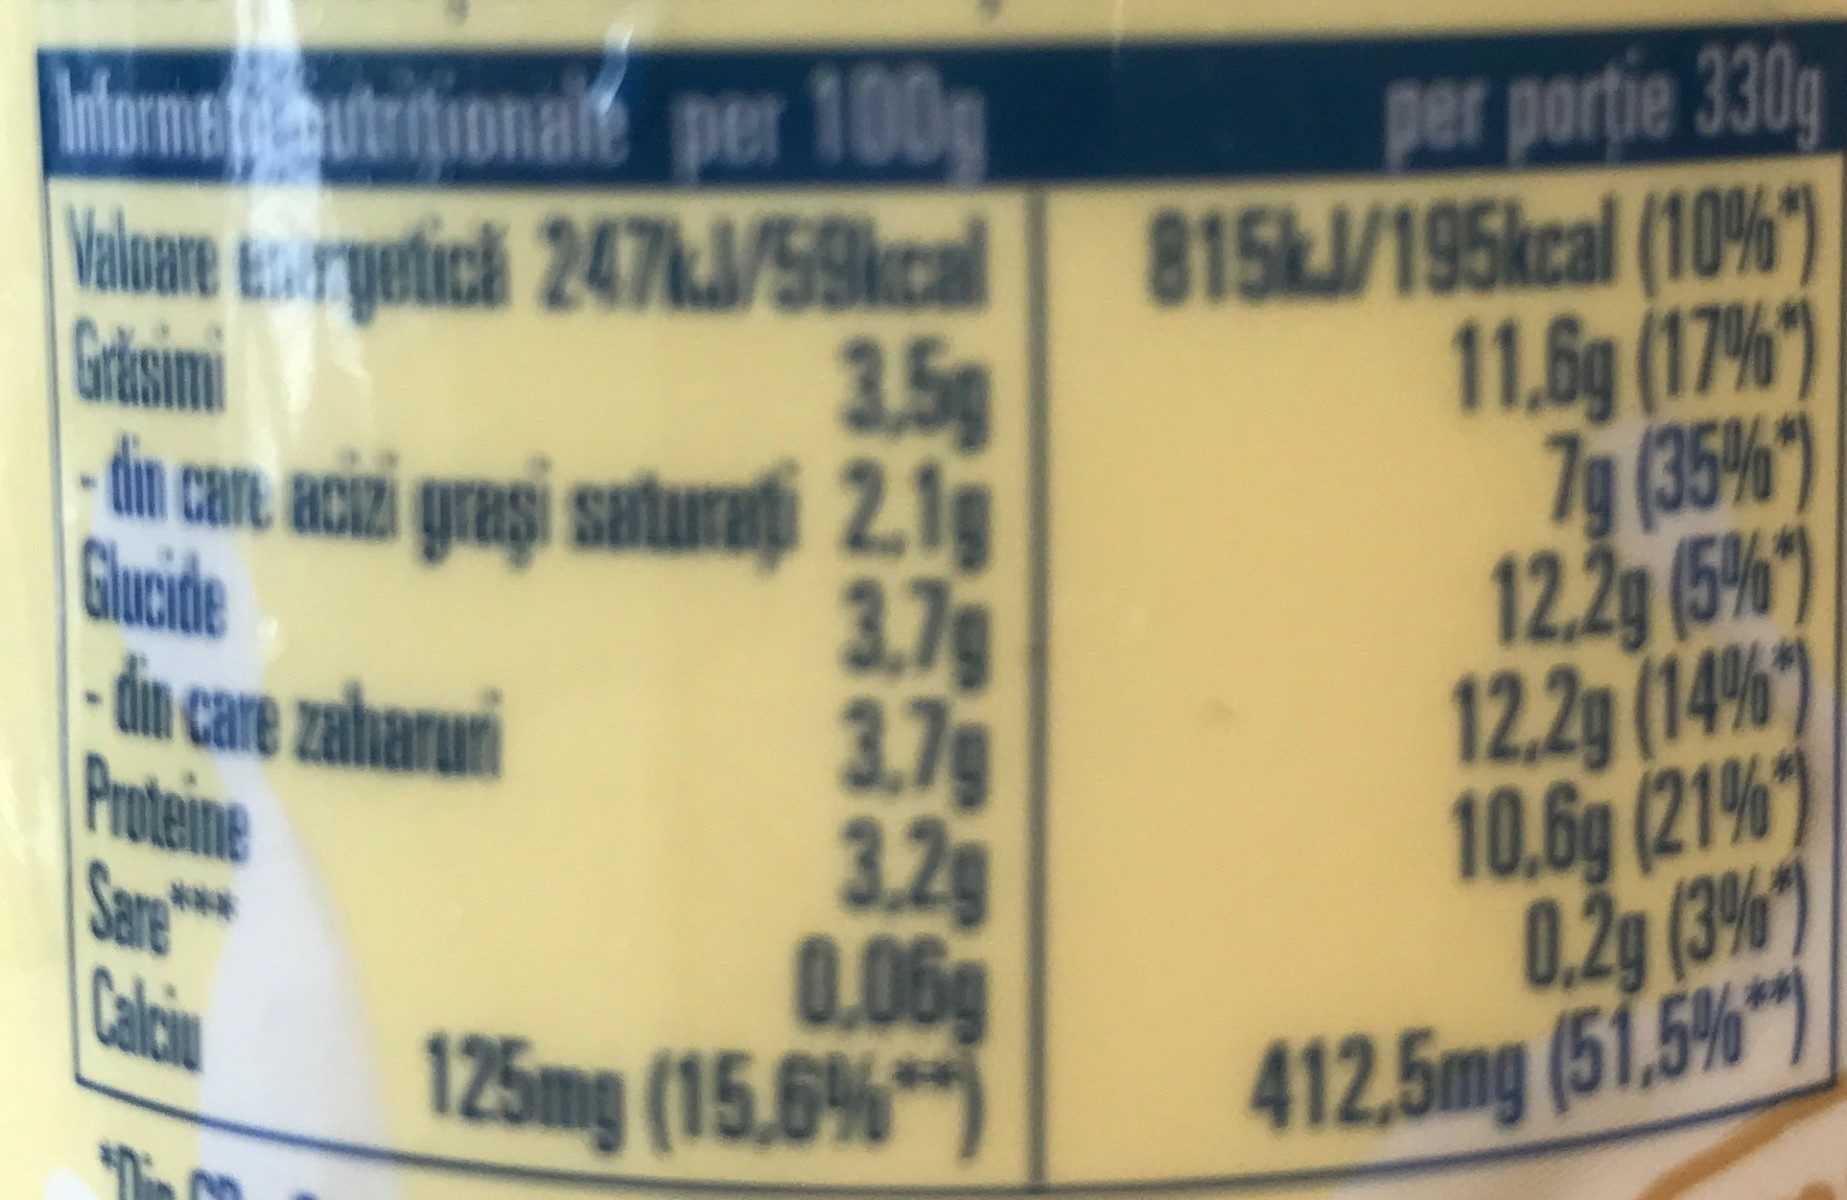 Informații nutriționale per 100g per porție 330g
Valoare energetică 247kJ/59kcal 815kJ/195kcal (10%*)
Grăsimi 3,5g 11,6g (17%*)
- din care acizi grași saturați 2,1g 7g (35%*)
Glucide 3,7g 12,2g (5%*)
- din care zaharuri 3,7g 12,2g (14%*)
Proteine 3,2g 10,6g (21%*)
Sare*** 0,06g 0,2g (3%*)
Calciu 125mg (15,6%**) 412,5mg (51,5%**)
*Din